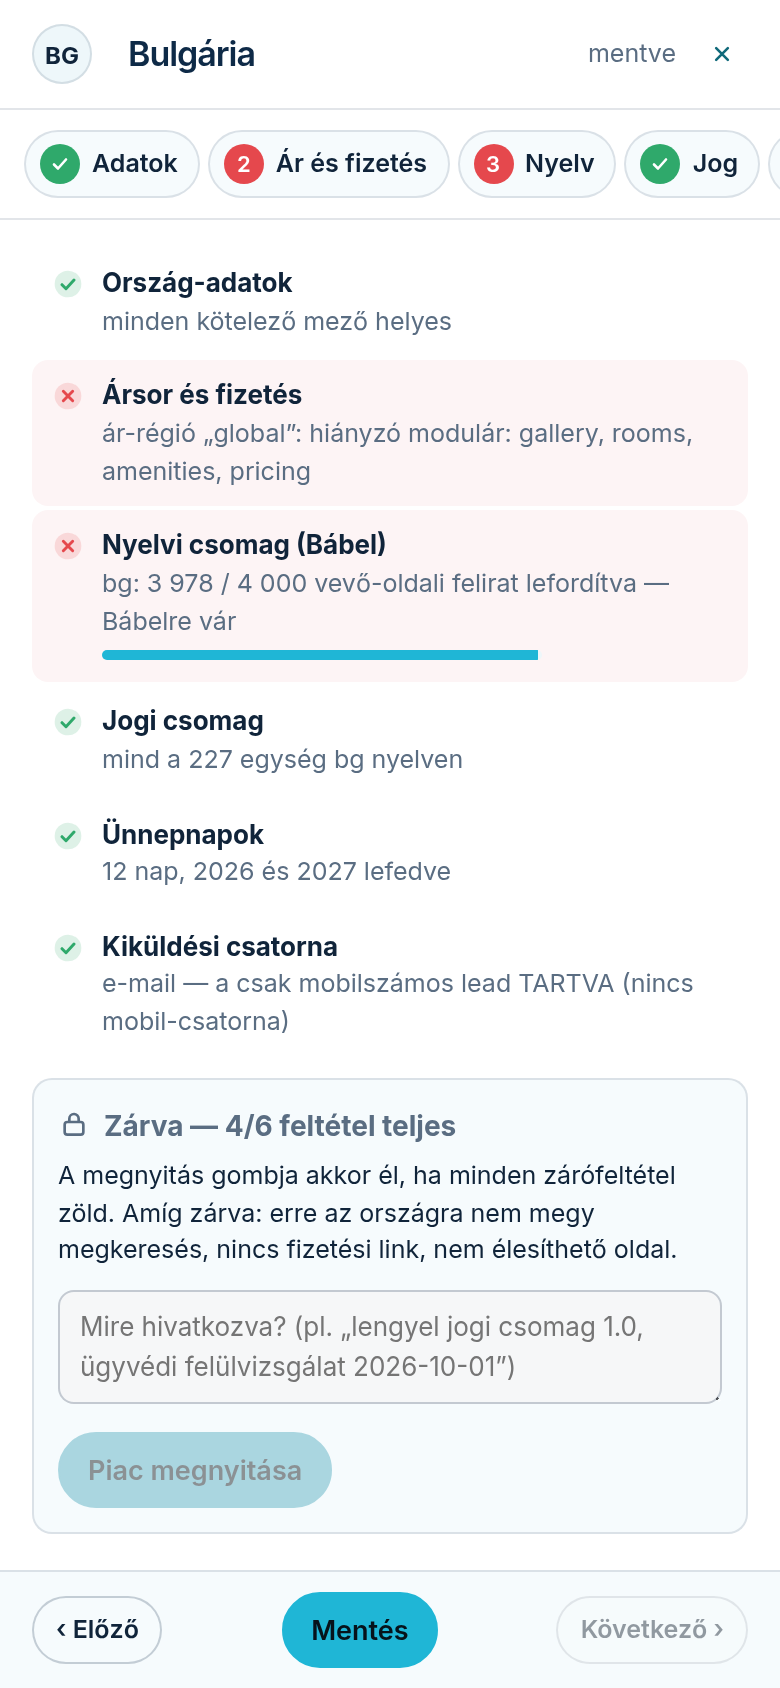 BG Bulgária mentve ×
Adatok 2 Ár és fizetés 3 Nyelv Jog
Ország-adatok
minden kötelező mező helyes
Ársor és fizetés
ár-régió „global”: hiányzó modulár: gallery, rooms,
amenities, pricing
Nyelvi csomag (Bábel)
bg: 3 978 / 4 000 vevő-oldali felirat lefordítva —
Bábelre vár
Jogi csomag
mind a 227 egység bg nyelven
Ünnepnapok
12 nap, 2026 és 2027 lefedve
Kiküldési csatorna
e-mail — a csak mobilszámos lead TARTVA (nincs
mobil-csatorna)
Zárva — 4/6 feltétel teljes
A megnyitás gombja akkor él, ha minden zárófeltétel
zöld. Amíg zárva: erre az országra nem megy
megkeresés, nincs fizetési link, nem élesíthető oldal.
Mire hivatkozva? (pl. „lengyel jogi csomag 1.0,
ügyvédi felülvizsgálat 2026-10-01”)
Piac megnyitása
‹ Előző Mentés Következő ›